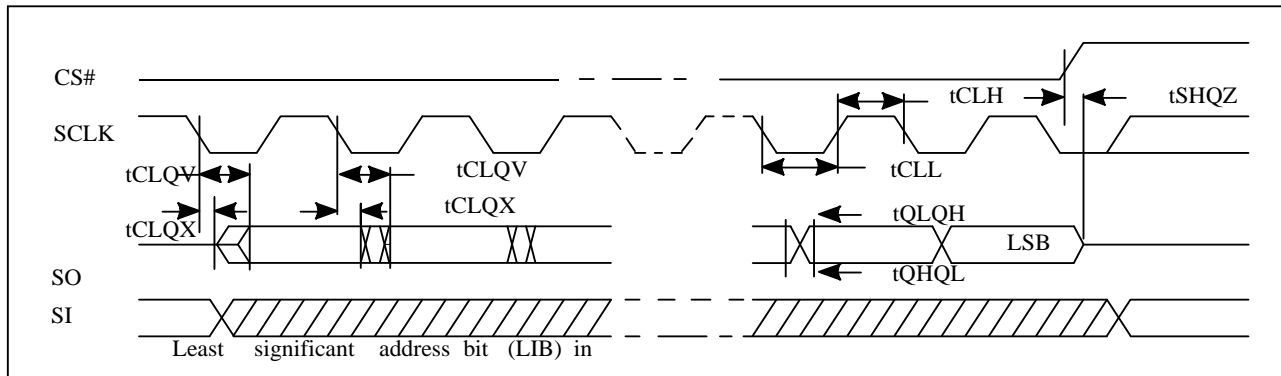 CS#
tCLH
tSHQZ
SCLK
tCLQV
tCLQV
tCLL
tCLQX
tCLQX
tQLQH
LSB
tQHQL
SO
SI
Least significant address bit (LIB) in